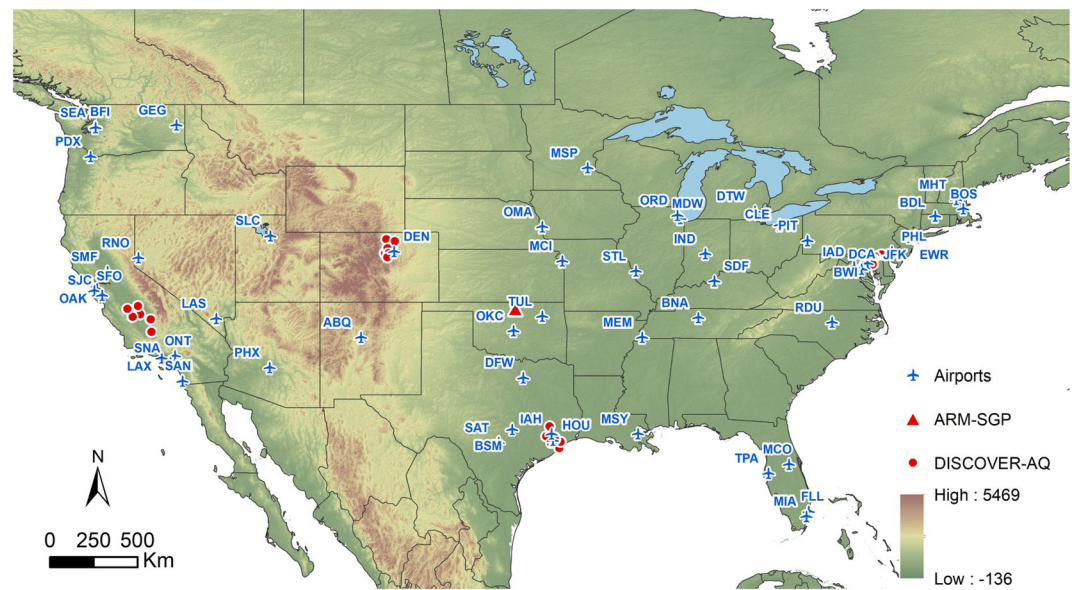 SEA BFI
GEG
PDX
MSP
SLC
RNO
SMF
SFO
SJC
OAK
LAS
ONT
SNA
LAX
SAN
PHX
ABQ
DEN
OMA
MCI
TUL
OKC
DFW
SAT
BSM
IAH
HOU
MSY
STL
MEM
BNA
SDF
IND
ORD
MDW
DTW
CLE
PIT
RDU
IAD
DCA
BWI
JFK
PHL
EWR
BDL
MHT
BOS
TPA
MCO
MIA
FLL
N
0 250 500
Km
Airports
ARM-SGP
DISCOVER-AQ
High : 5469
Low : -136